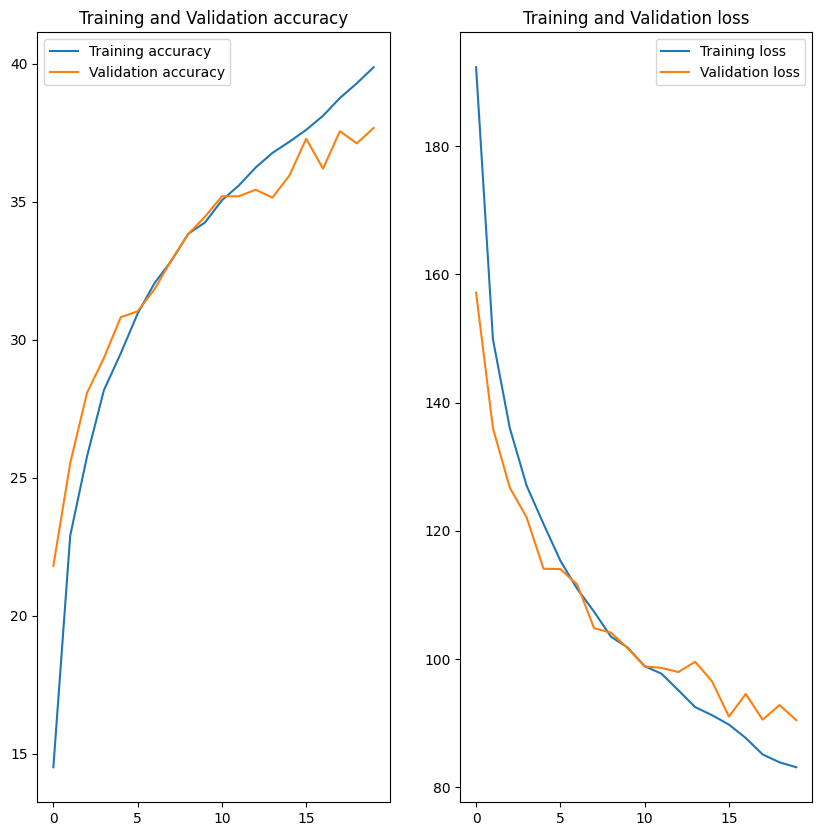 Training and Validation accuracy
Training accuracy
Validation accuracy
40
35
30
25
20
15
0 5 10 15
Training and Validation loss
Training loss
Validation loss
180
160
140
120
100
80
0 5 10 15